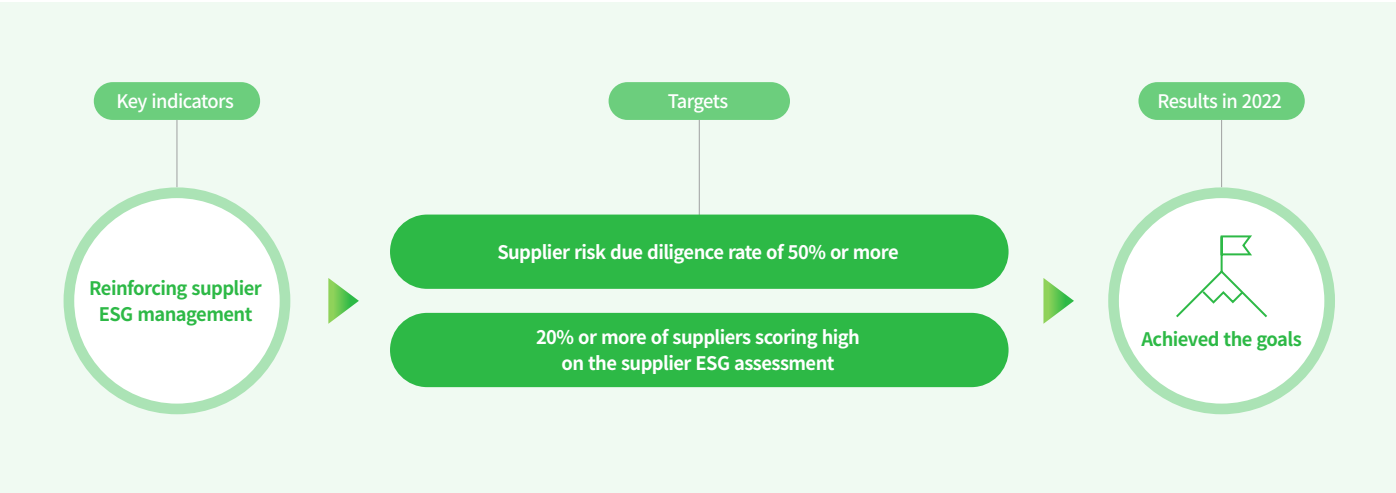 Key indicators
Targets
Results in 2022
Reinforcing supplier
ESG management
Supplier risk due diligence rate of 50% or more
20% or more of suppliers scoring high
on the supplier ESG assessment
Achieved the goals